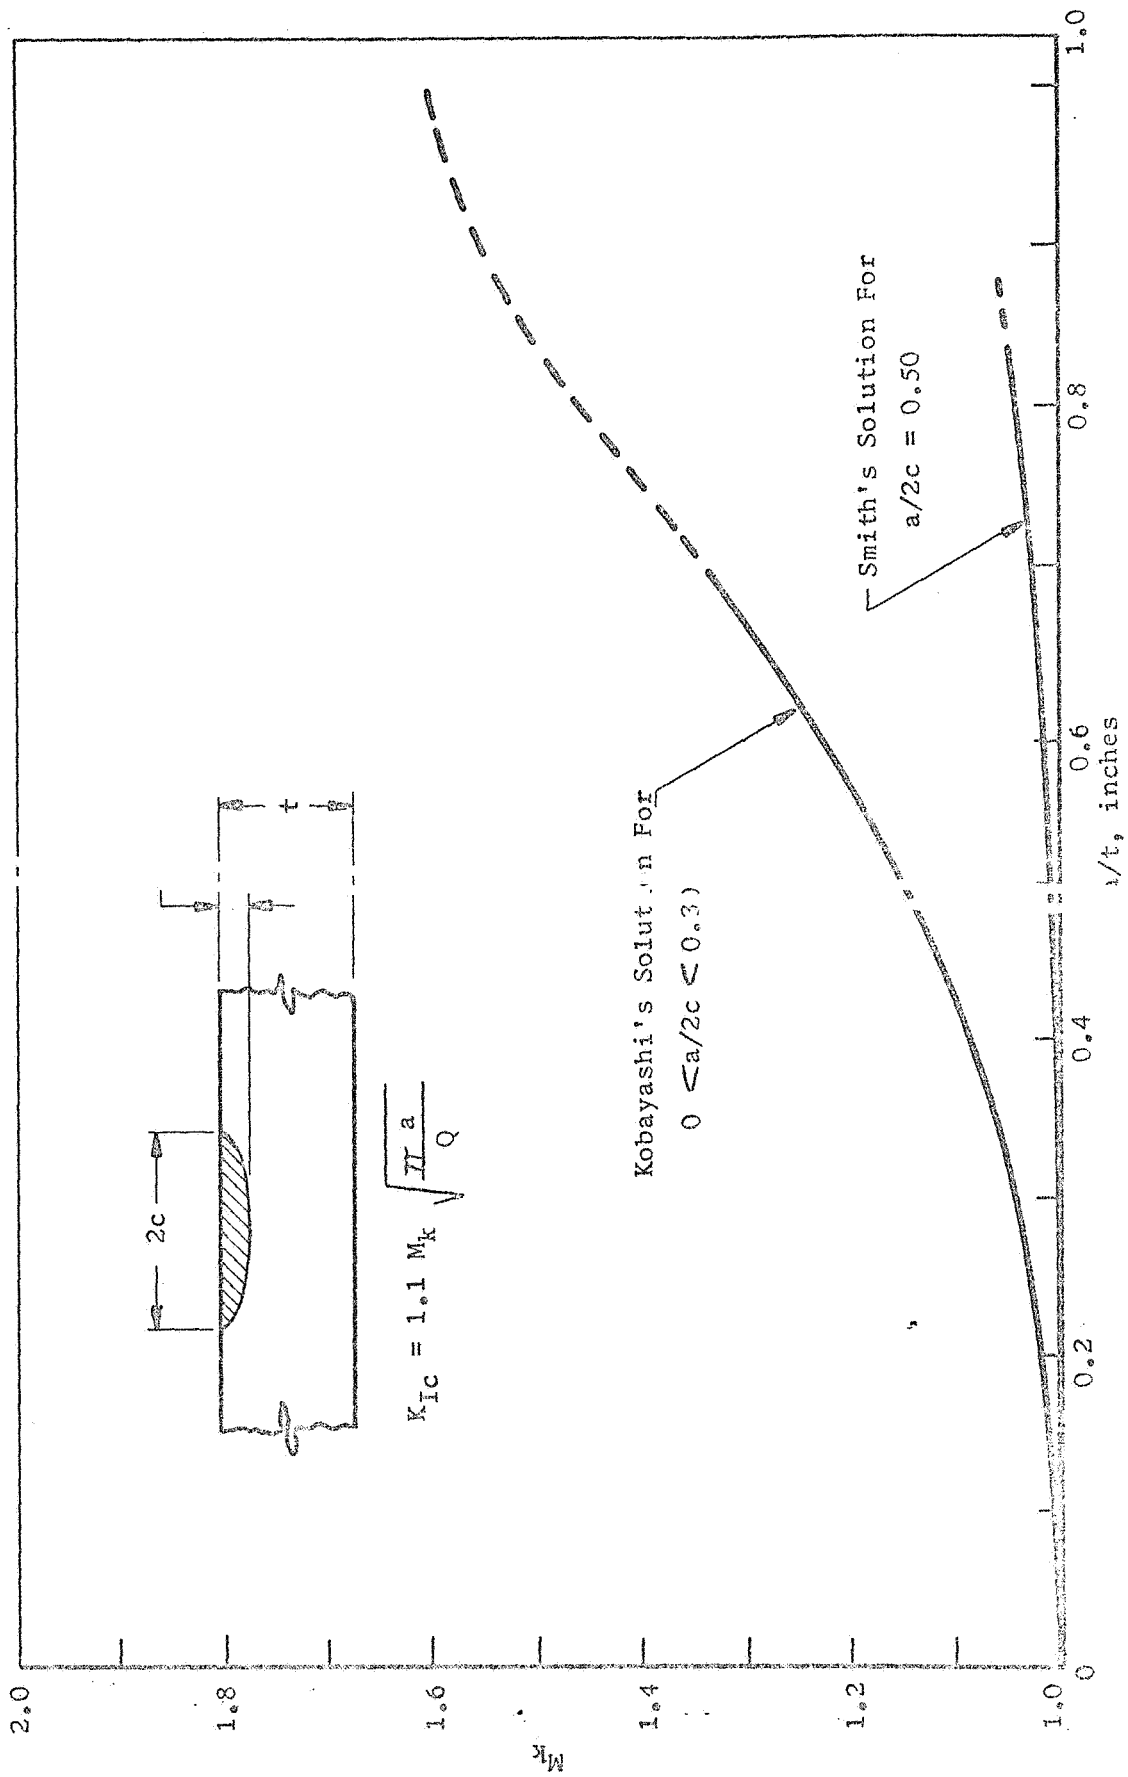 2.0
1.8
1.6
1.4
1.2
1.0
M_k
2c
t
K_Ic = 1.1 M_k √(π a / Q)
Kobayashi's For
0 < a/2c < 0.3)
Smith's Solution For
a/2c = 0.50
0
0.2
0.4
0.6
0.8
1.0
/t, inches